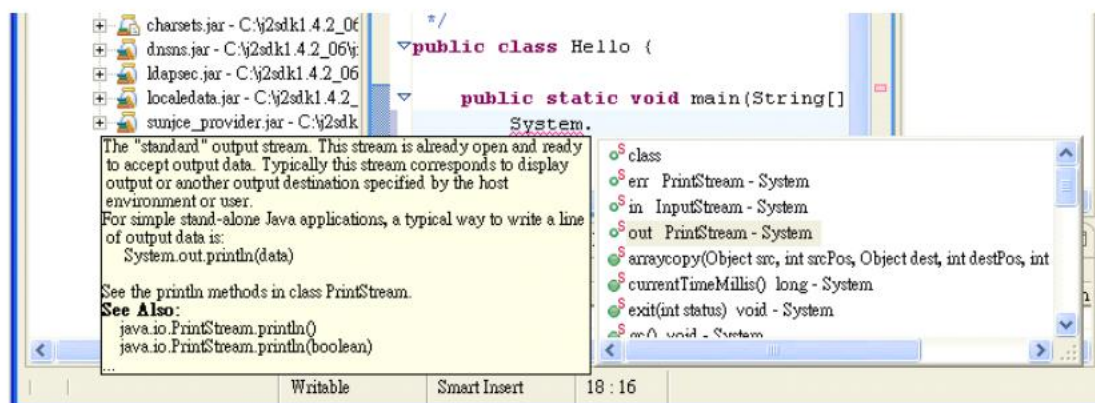 charsets.jar - C:\j2sdk1.4.2_06
dnsns.jar - C:\j2sdk1.4.2_06\j
ldapsec.jar - C:\j2sdk1.4.2_06
localedata.jar - C:\j2sdk1.4.2_
sunjce_provider.jar - C:\j2sdk
*/
public class Hello {
public static void main(String[]
System.
The "standard" output stream. This stream is already open and ready
to accept output data. Typically this stream corresponds to display
output or another output destination specified by the host
environment or user.
For simple stand-alone Java applications, a typical way to write a line
of output data is:
System.out.println(data)
See the println methods in class PrintStream.
See Also:
java.io.PrintStream.println()
java.io.PrintStream.println(boolean)
...
class
err PrintStream - System
in InputStream - System
out PrintStream - System
arraycopy(Object src, int srcPos, Object dest, int destPos, int
currentTimeMillis() long - System
exit(int status) void - System
gc() void - System
Writable
Smart Insert
18 : 16